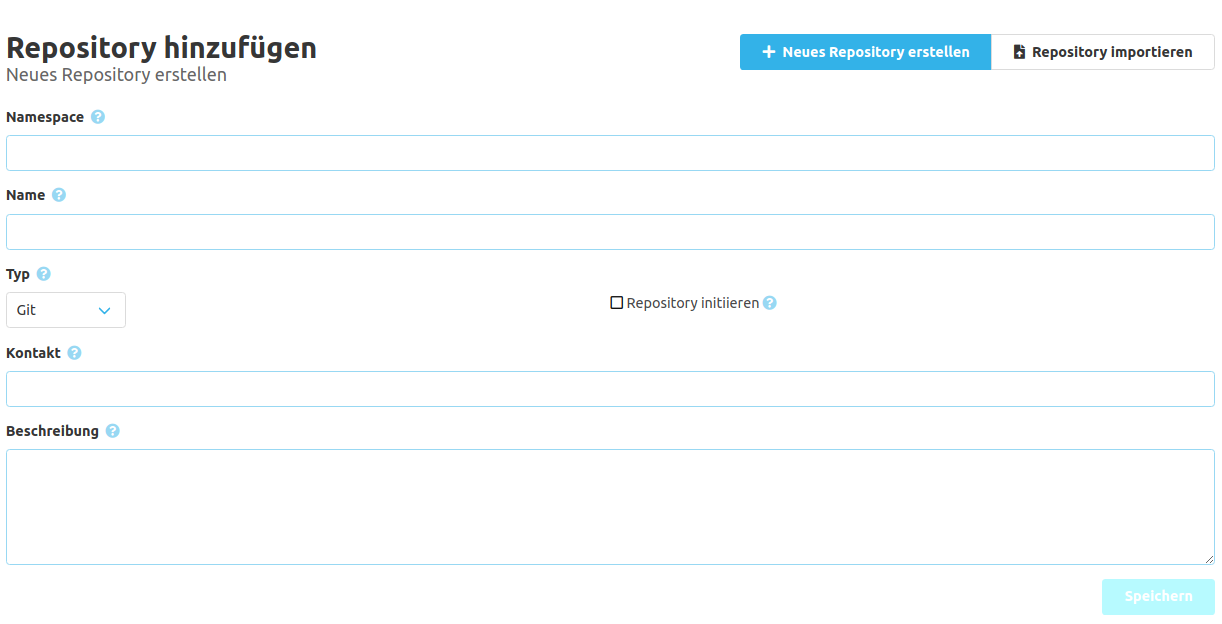 Repository hinzufügen
Neues Repository erstellen
Neues Repository erstellen
Repository importieren
Namespace ?
Name ?
Typ ?
Git
Repository initiieren ?
Kontakt ?
Beschreibung ?
Speichern